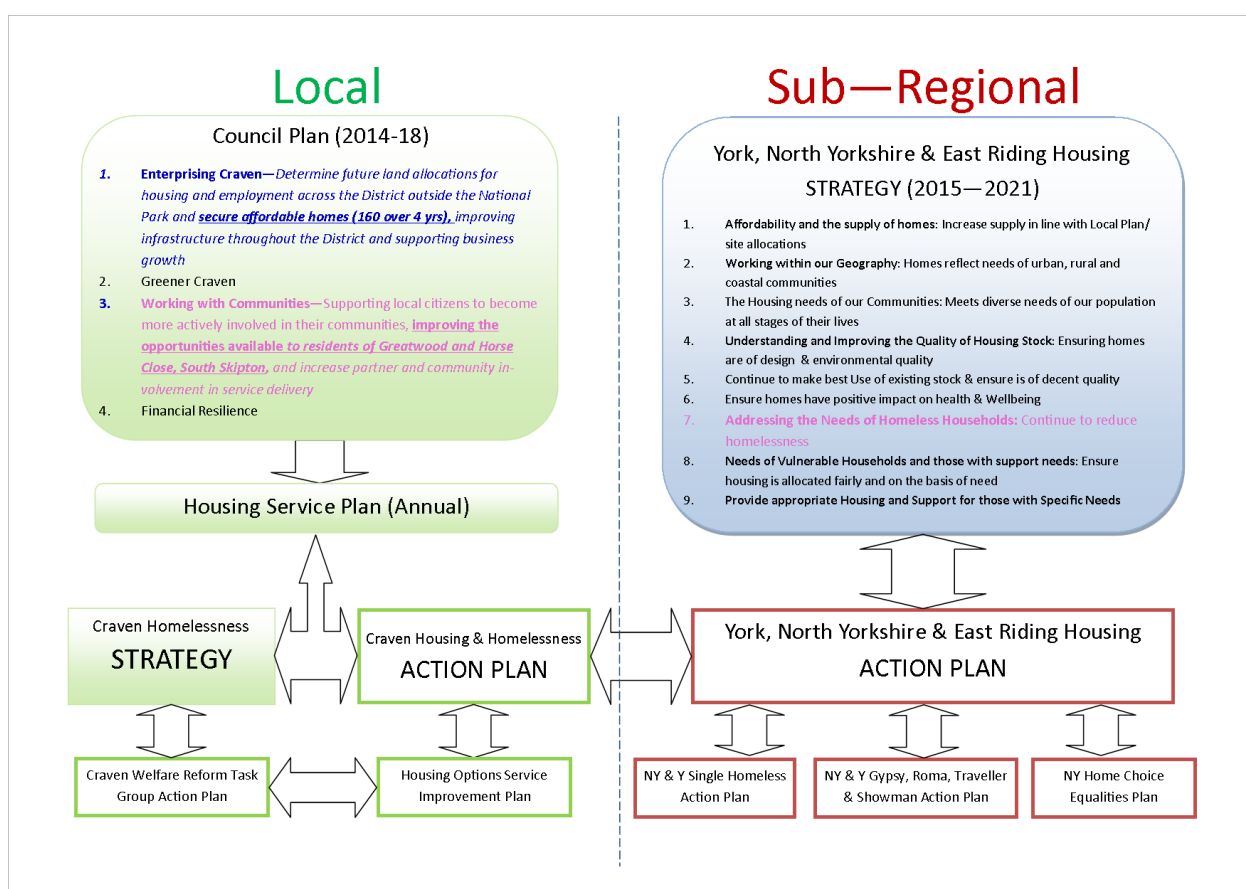 Local
Council Plan (2014-18)
1. Enterprising Craven—Determine future land allocations for
housing and employment across the District outside the National
Park and secure affordable homes (160 over 4 yrs), improving
infrastructure throughout the District and supporting business
growth
2. Greener Craven
3. Working with Communities—Supporting local citizens to become
more actively involved in their communities, improving the
opportunities available to residents of Greatwood and Horse
Close, South Skipton, and increase partner and community in-
volvement in service delivery
4. Financial Resilience
Housing Service Plan (Annual)
Craven Homelessness
STRATEGY
Craven Housing & Homelessness
ACTION PLAN
Craven Welfare Reform Task
Group Action Plan
Housing Options Service
Improvement Plan
Sub—Regional
York, North Yorkshire & East Riding Housing
STRATEGY (2015—2021)
1. Affordability and the supply of homes: Increase supply in line with Local Plan/
site allocations
2. Working within our Geography: Homes reflect needs of urban, rural and
coastal communities
3. The Housing needs of our Communities: Meets diverse needs of our population
at all stages of their lives
4. Understanding and Improving the Quality of Housing Stock: Ensuring homes
are of design & environmental quality
5. Continue to make best Use of existing stock & ensure is of decent quality
6. Ensure homes have positive impact on health & Wellbeing
7. Addressing the Needs of Homeless Households: Continue to reduce
homelessness
8. Needs of Vulnerable Households and those with support needs: Ensure
housing is allocated fairly and on the basis of need
9. Provide appropriate Housing and Support for those with Specific Needs
York, North Yorkshire & East Riding Housing
ACTION PLAN
NY & Y Single Homeless
Action Plan
NY & Y Gypsy, Roma, Traveller
& Showman Action Plan
NY Home Choice
Equalities Plan